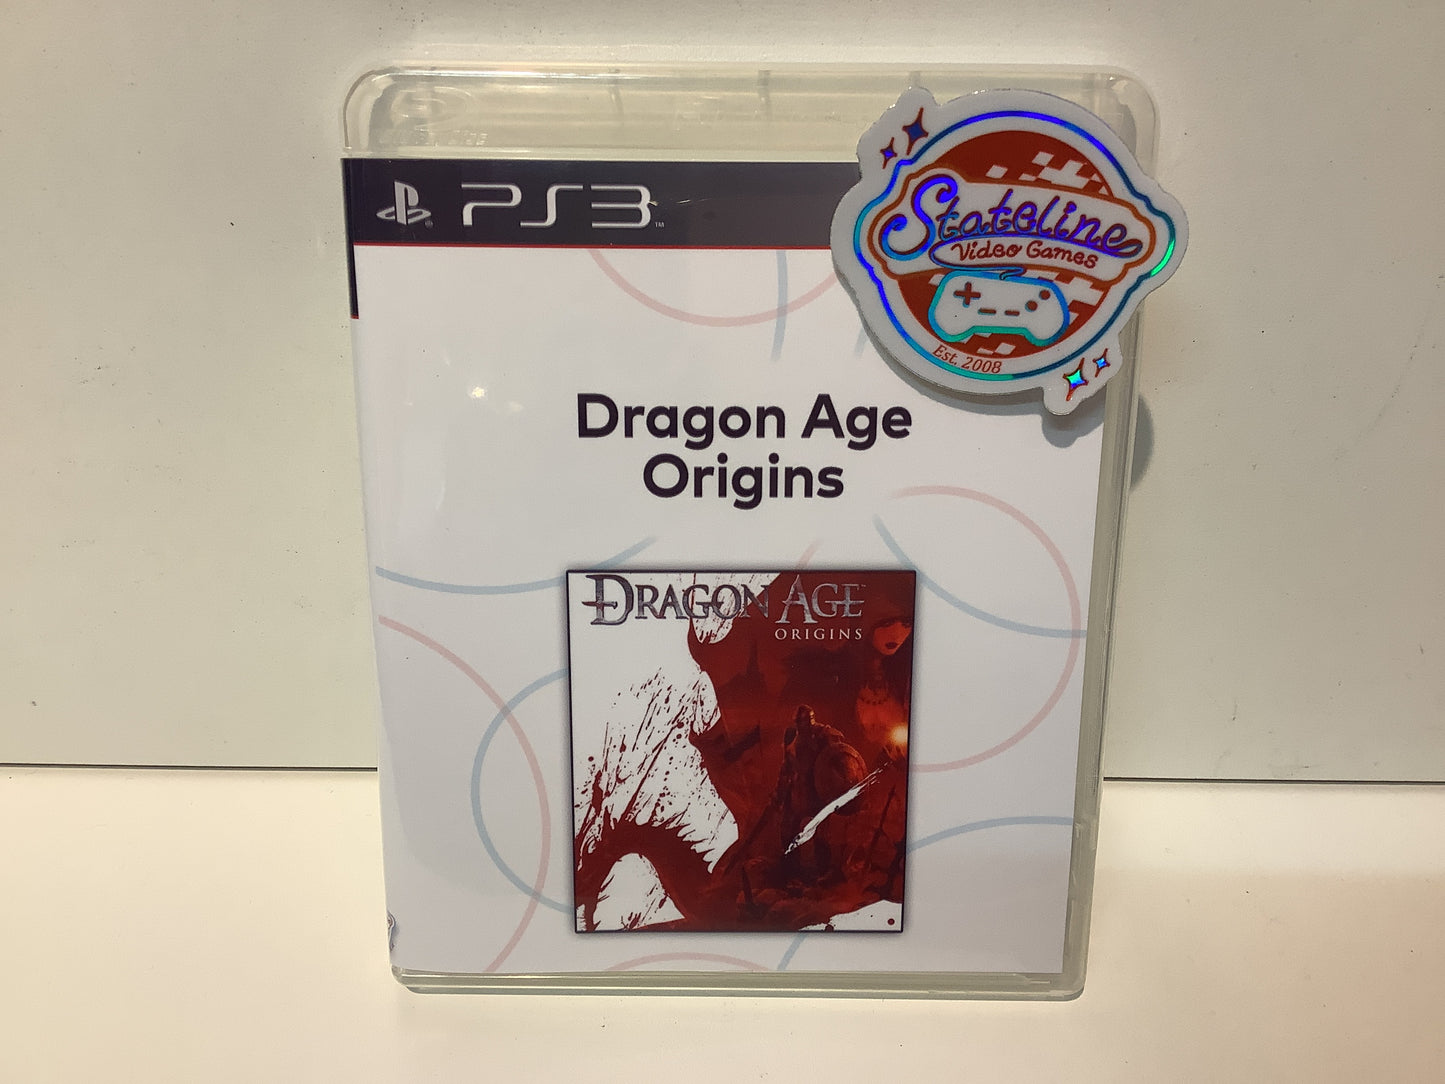 PS3
Stateline
Video Games
Est. 2008
Dragon Age
Origins
DRAGON AGE
ORIGINS